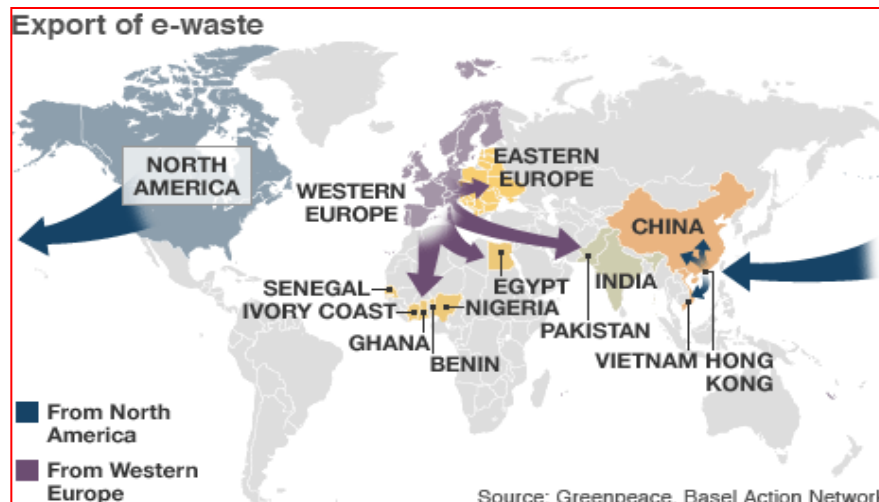 Export of e-waste
NORTH
AMERICA
WESTERN
EUROPE
EASTERN
EUROPE
CHINA
INDIA
EGYPT
SENEGAL
IVORY COAST
NIGERIA
GHANA
BENIN
PAKISTAN
VIETNAM
HONG
KONG
From North
America
From Western
Europe
Source: Greenpeace, Basel Action Network